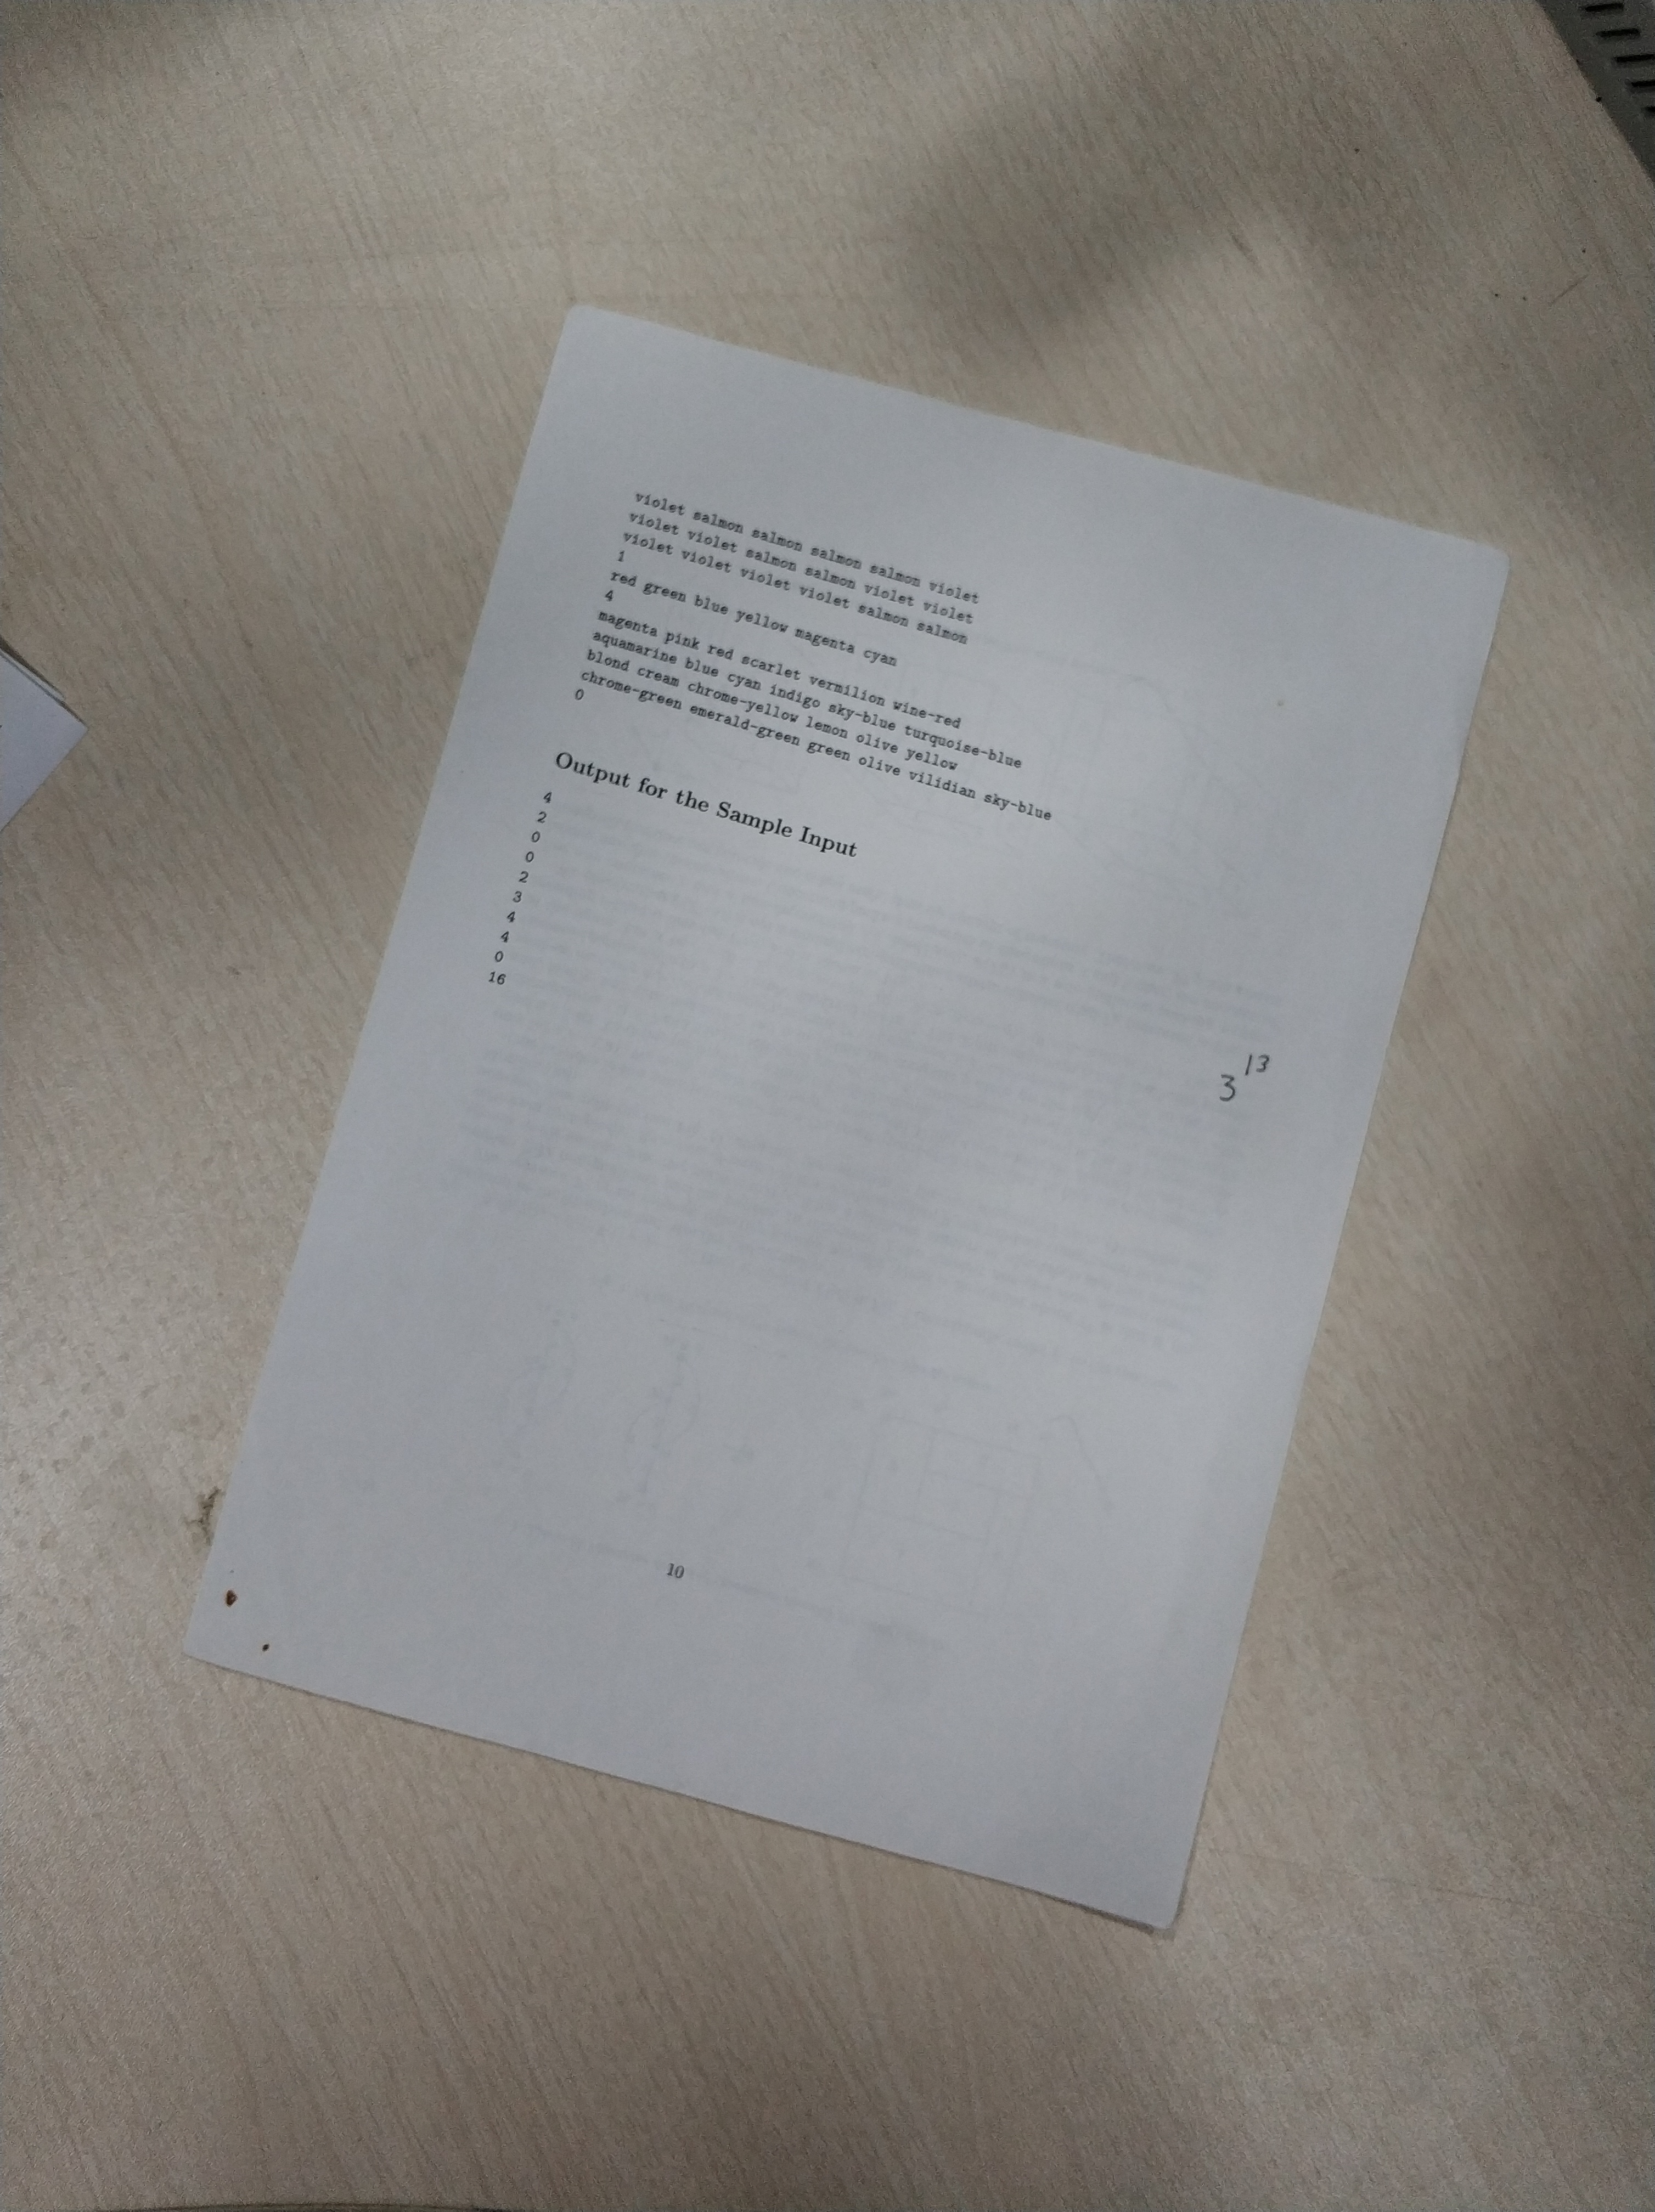 violet salmon salmon salmon salmon violet
violet violet salmon salmon violet violet
violet violet violet violet salmon salmon
1
red green blue yellow magenta cyan
4
magenta pink red scarlet vermilion wine-red
aquamarine blue cyan indigo sky-blue turquoise-blue
blond cream chrome-yellow lemon olive yellow
chrome-green emerald-green green olive vilidian sky-blue
0
Output for the Sample Input
4
2
0
0
2
3
4
4
0
16
3^13
10